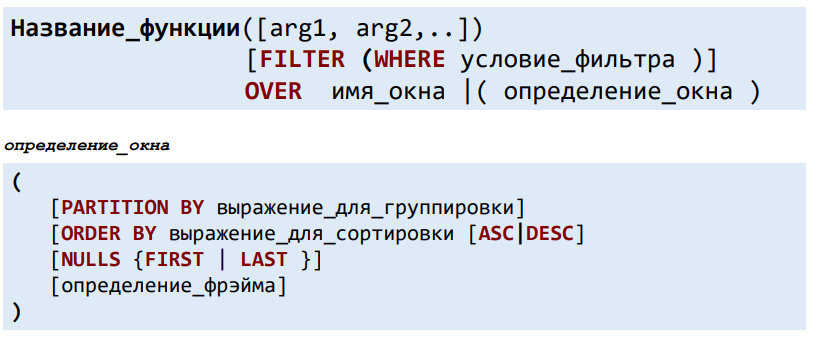 Название_функции([arg1, arg2,..])
[FILTER (WHERE условие_фильтра )]
OVER имя_окна |( определение_окна )
определение_окна
(
[PARTITION BY выражение_для_группировки]
[ORDER BY выражение_для_сортировки [ASC|DESC]
[NULLS {FIRST | LAST }]
[определение_фрэйма]
)